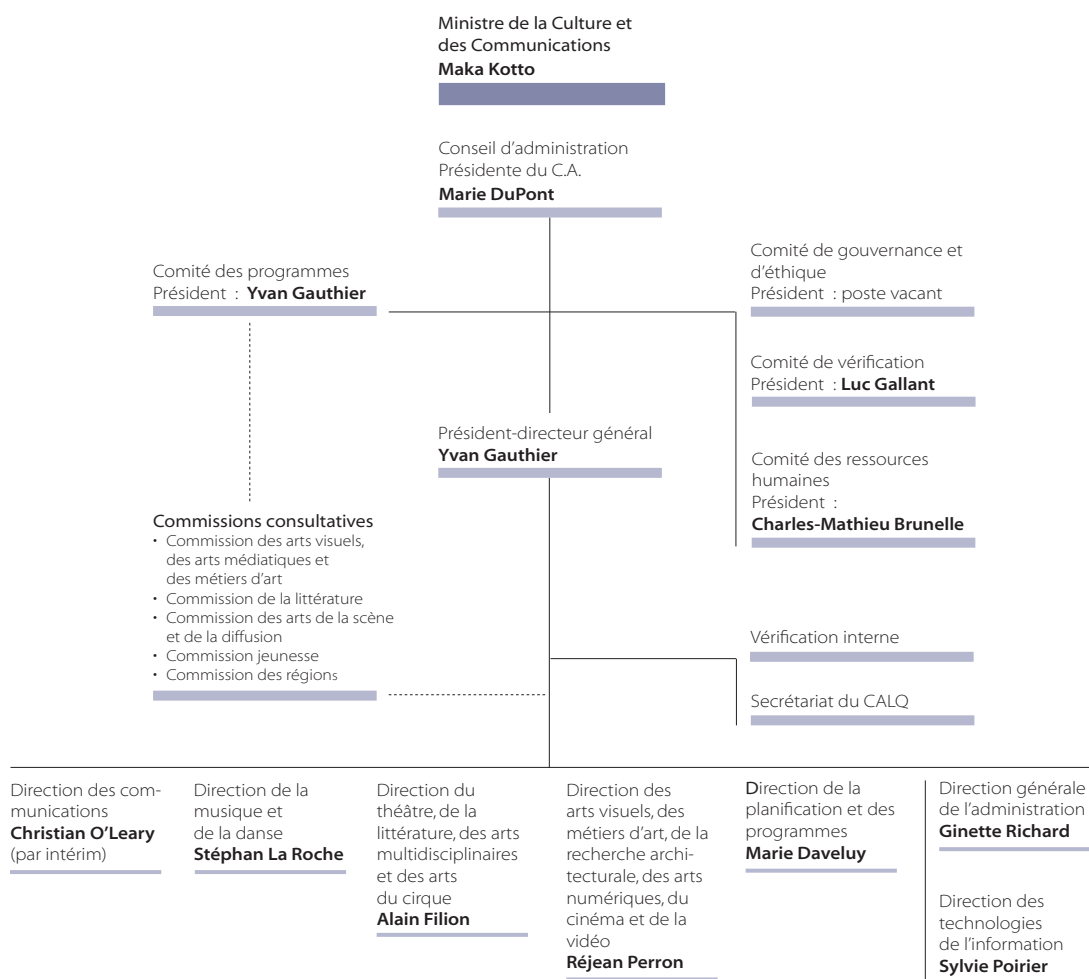 Ministre de la Culture et
des Communications
Maka Kotto
Conseil d'administration
Présidente du C.A.
Marie DuPont
Comité des programmes
Président : Yvan Gauthier
Comité de gouvernance et
d'éthique
Président : poste vacant
Comité de vérification
Président : Luc Gallant
Président-directeur général
Yvan Gauthier
Comité des ressources
humaines
Président :
Charles-Mathieu Brunelle
Commissions consultatives
• Commission des arts visuels,
des arts médiatiques et
des métiers d'art
• Commission de la littérature
• Commission des arts de la scène
et de la diffusion
• Commission jeunesse
• Commission des régions
Vérification interne
Secrétariat du CALQ
Direction des com-
munications
Christian O'Leary
(par intérim)
Direction de la
musique et
de la danse
Stéphan La Roche
Direction du
théâtre, de la
littérature, des arts
multidisciplinaires
et des arts
du cirque
Alain Filion
Direction des
arts visuels, des
métiers d'art, de la
recherche archi-
tecturale, des arts
numériques, du
cinéma et de la
vidéo
Réjean Perron
Direction de la
planification et des
programmes
Marie Daveluy
Direction générale
de l'administration
Ginette Richard
Direction des
technologies
de l'information
Sylvie Poirier